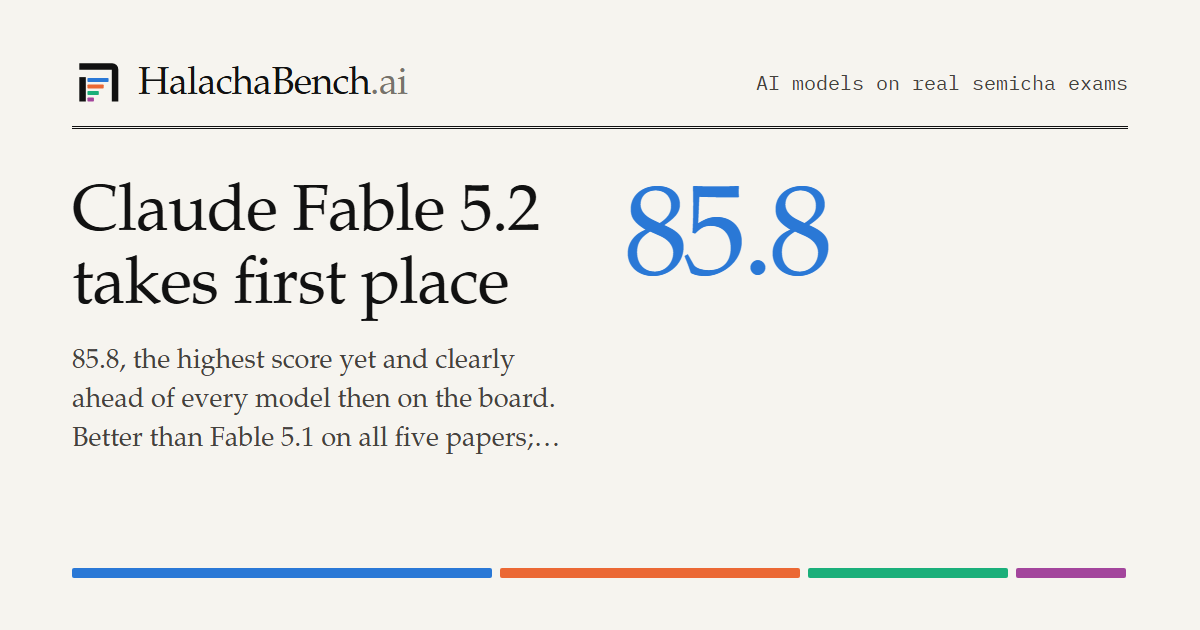 HalachaBench.ai
AI models on real semicha exams
Claude Fable 5.2
takes first place
85.8
85.8, the highest score yet and clearly
ahead of every model then on the board.
Better than Fable 5.1 on all five papers;…